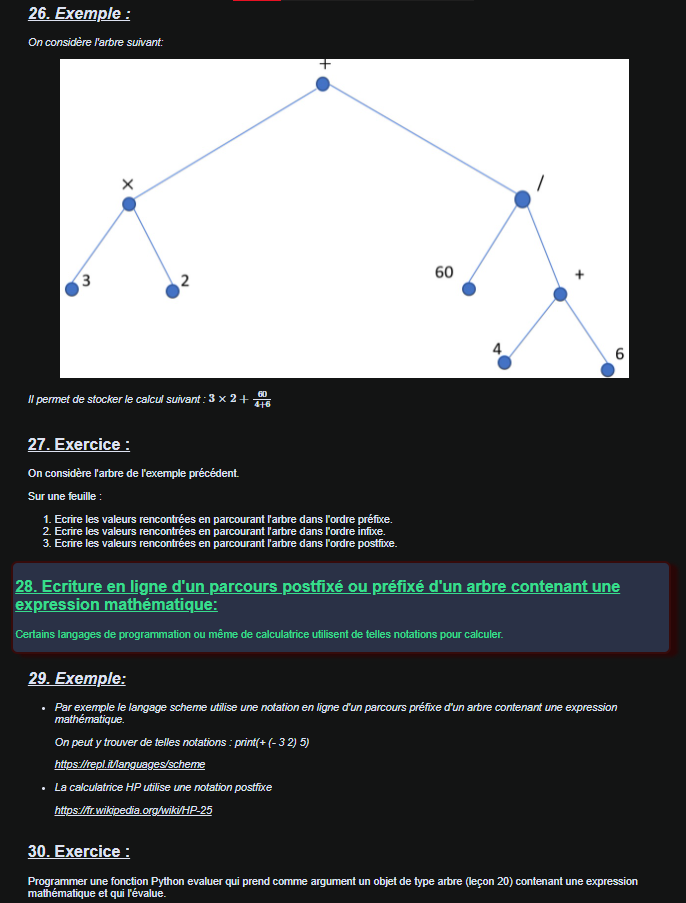 26. Exemple :
On considère l'arbre suivant:
+
×
/
3
2
60
+
4
6
Il permet de stocker le calcul suivant : 3 × 2 + 60/4+6
27. Exercice :
On considère l'arbre de l'exemple précédent.
Sur une feuille :
1. Ecrire les valeurs rencontrées en parcourant l'arbre dans l'ordre préfixe.
2. Ecrire les valeurs rencontrées en parcourant l'arbre dans l'ordre infixe.
3. Ecrire les valeurs rencontrées en parcourant l'arbre dans l'ordre postfixe.
28. Ecriture en ligne d'un parcours postfixé ou préfixé d'un arbre contenant une
expression mathématique:
Certains langages de programmation ou même de calculatrice utilisent de telles notations pour calculer.
29. Exemple:
• Par exemple le langage scheme utilise une notation en ligne d'un parcours préfixe d'un arbre contenant une expression
mathématique.
On peut y trouver de telles notations : print(+ (- 3 2) 5)
https://repl.it/languages/scheme
• La calculatrice HP utilise une notation postfixe
https://fr.wikipedia.org/wiki/HP-25
30. Exercice :
Programmer une fonction Python evaluer qui prend comme argument un objet de type arbre (leçon 20) contenant une expression
mathématique et qui l'évalue.